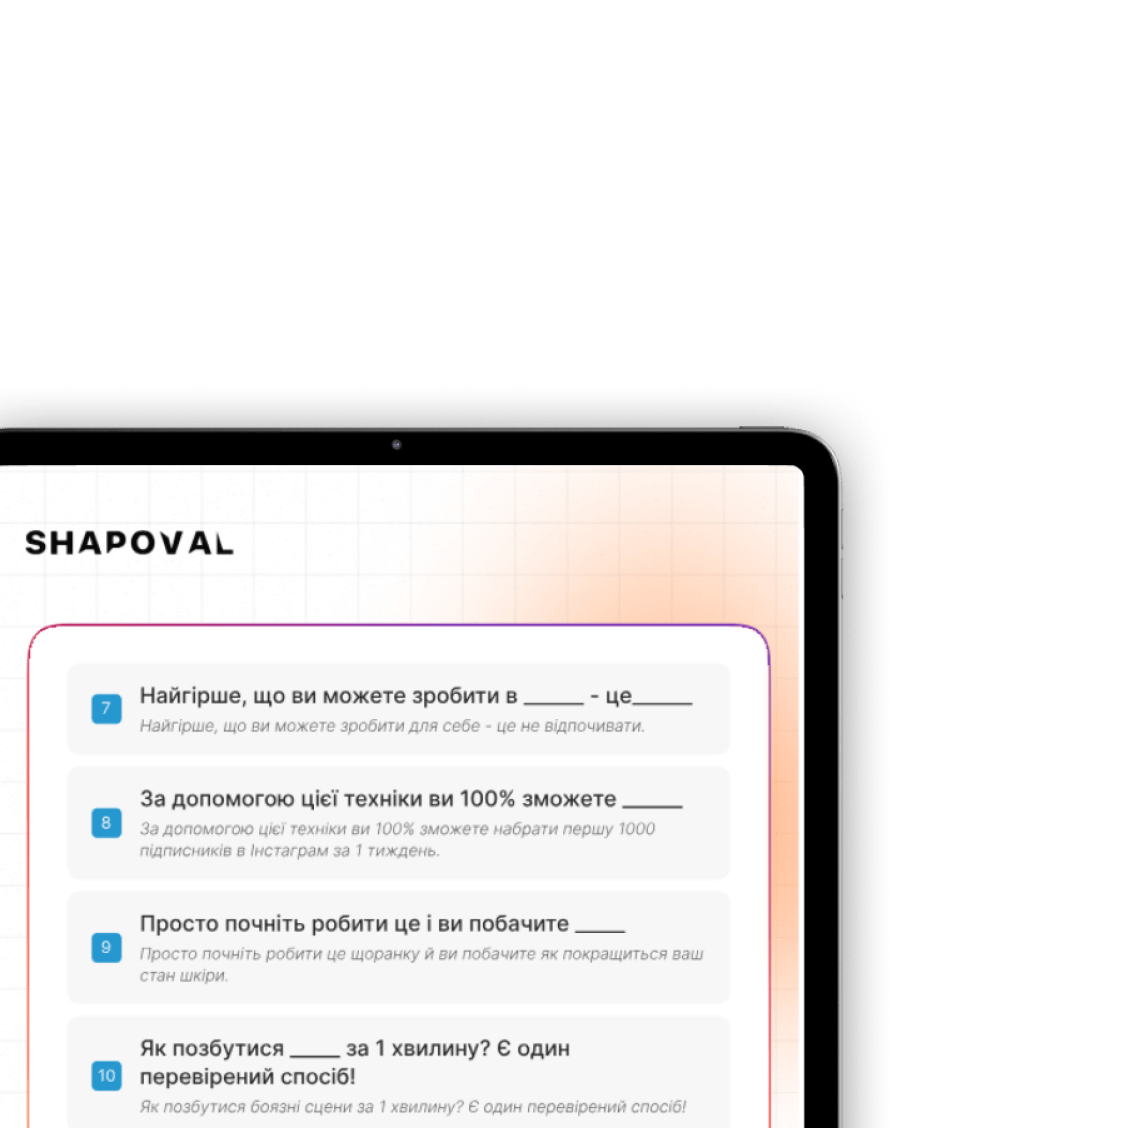 SHAPOVAL
7
Найгірше, що ви можете зробити в ______ - це______
Найгірше, що ви можете зробити для себе - це не відпочивати.
8
За допомогою цієї техніки ви 100% зможете ______
За допомогою цієї техніки ви 100% зможете набрати першу 1000
підписників в Інстаграм за 1 тиждень.
9
Просто почніть робити це і ви побачите _____
Просто почніть робити це щоранку й ви побачите як покращиться ваш
стан шкіри.
10
Як позбутися _____ за 1 хвилину? Є один
перевірений спосіб!
Як позбутися боязні сцени за 1 хвилину? Є один перевірений спосіб!